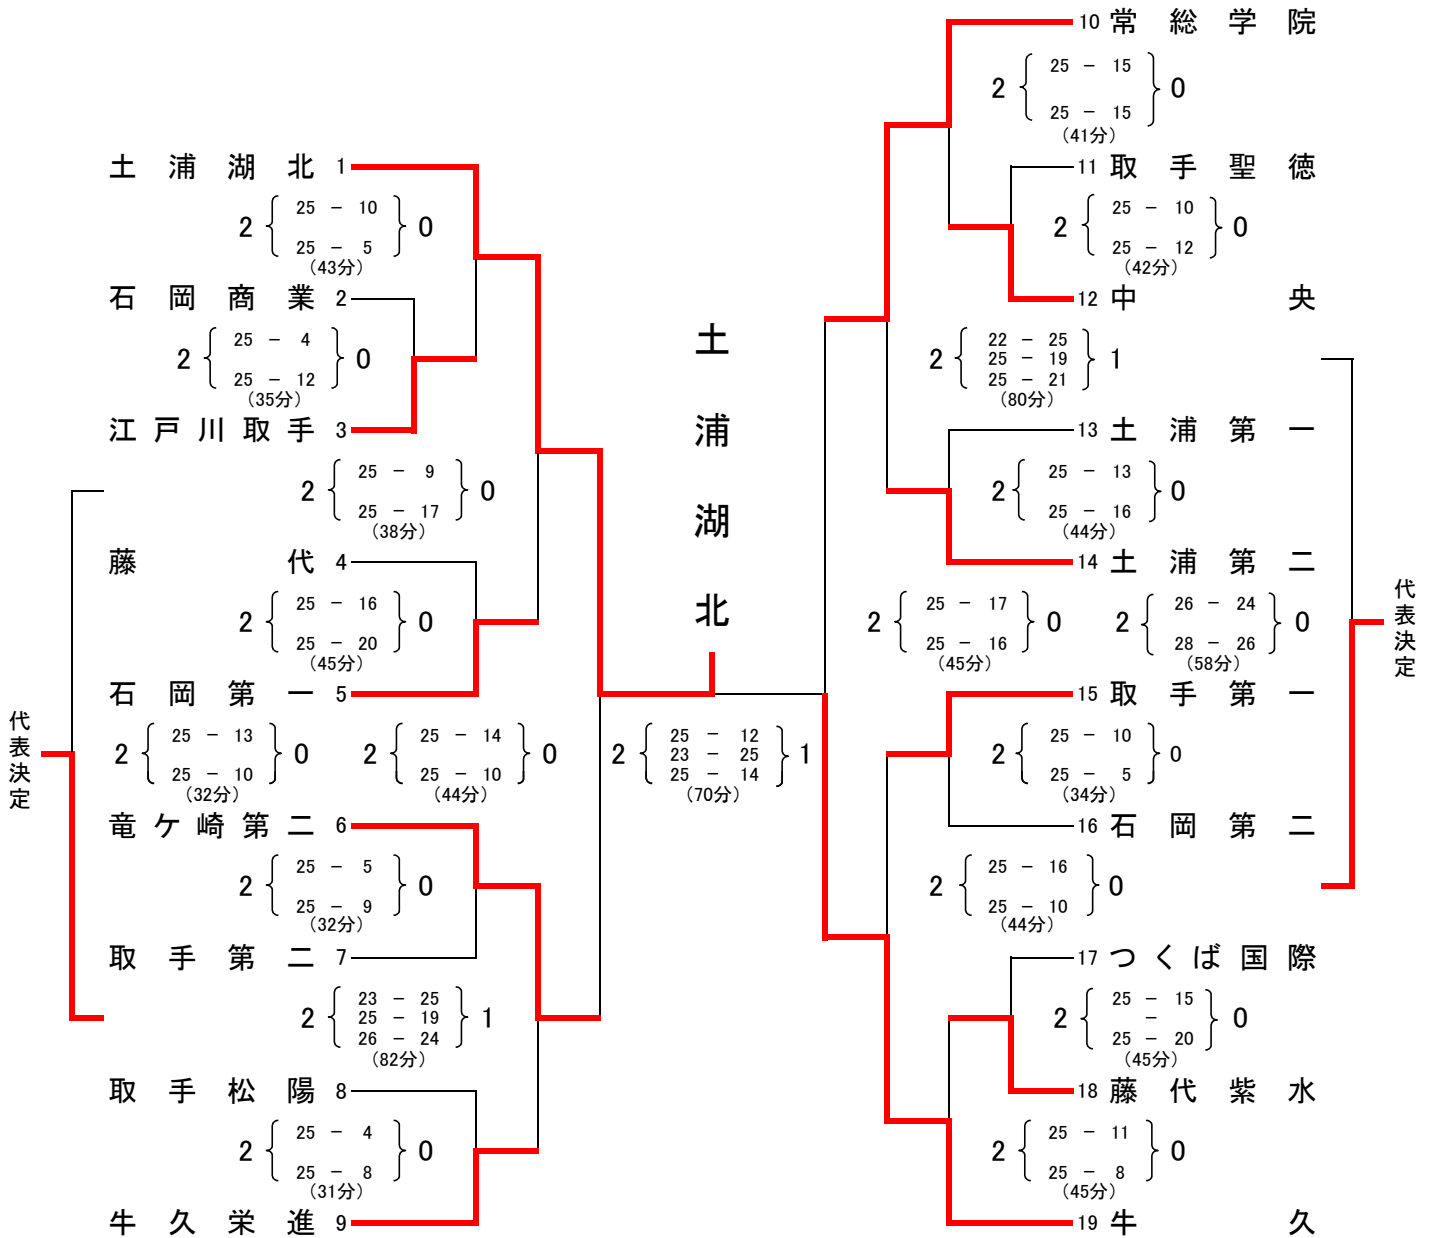 土浦湖北 1
2 25 － 10 0
25 － 5
（43分）
石岡商業 2
2 25 － 4 0
25 － 12
（35分）
江戸川取手 3
2 25 － 9 0
25 － 17
（38分）
藤代 4
2 25 － 16 0
25 － 20
（45分）
石岡第一 5
代表決定
2 25 － 13 0
25 － 10
（32分）
2 25 － 14 0
25 － 10
（44分）
竜ケ崎第二 6
2 25 － 5 0
25 － 9
（32分）
取手第二 7
2 23 － 25 1
25 － 19
26 － 24
（82分）
取手松陽 8
2 25 － 4 0
25 － 8
（31分）
牛久栄進 9
土浦湖北
2 25 － 12 1
23 － 25
25 － 14
（70分）
10 常総学院
2 25 － 15 0
25 － 15
（41分）
11 取手聖徳
2 25 － 10 0
25 － 12
（42分）
12 中央
2 22 － 25 1
25 － 19
25 － 21
（80分）
13 土浦第一
2 25 － 13 0
25 － 16
（44分）
14 土浦第二
2 25 － 17 0
25 － 16
（45分）
2 26 － 24 0
28 － 26
（58分）
代表決定
15 取手第一
2 25 － 10 0
25 － 5
（34分）
16 石岡第二
2 25 － 16 0
25 － 10
（44分）
17 つくば国際
2 25 － 15 0
－
25 － 20
（45分）
18 藤代紫水
2 25 － 11 0
25 － 8
（45分）
19 牛久